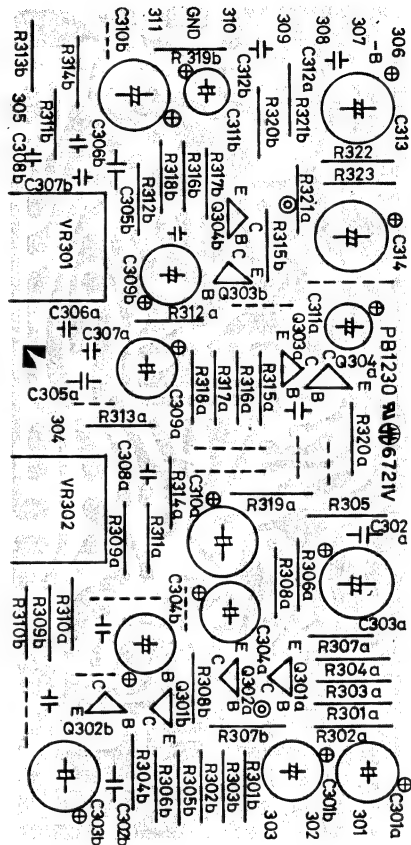 306
307
-B
308
309
310
GND
311
C310b
R319b
C312b
C312a
C313
R313b
R314b
R311b
305
C308b
C306b
C307b
C305b
R312b
R318b
R316b
R317b
C311b
R320b
R321b
R322
R323
E
C
B
Q304b
R321a
VR301
C309b
R315b
C314
E
C
B
Q303b
C306a
R312a
C311a
C307a
C305a
Q303a
C
C
B
E
Q304a
PB1230
6721V
304
R313a
C309a
R318a
R317a
R316a
R315a
R320a
VR302
C308a
R314a
C310a
R319a
R305
R309a
R311a
C302a
R306a
R308a
C303a
R310b
R309b
R310a
C304b
C304a
R307a
R304a
R303a
R301a
C
E
B
Q302b
B
C
E
Q301b
R308b
E
C
B
Q302a
E
C
B
Q301a
R307b
R302a
C303b
C302b
R304b
R306b
R305b
R302b
R303b
R301b
303
C301b
302
301
C301a